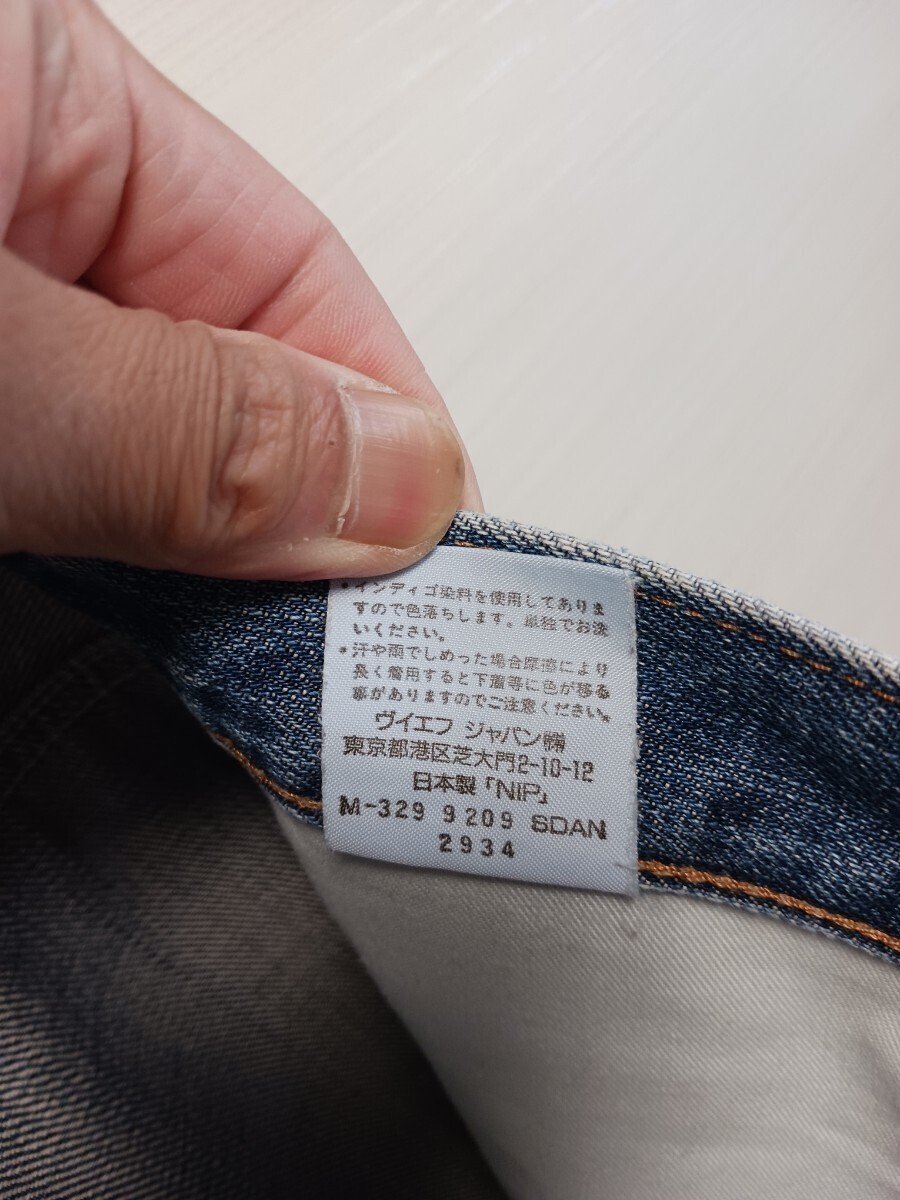 ・インディゴ染料を使用してありま
すので色落ちします。単独でお洗
いください。
・汗や雨でしめった場合摩擦により
長く着用すると下着等に色が移る
事がありますのでご注意ください。
ヴイエフ ジャパン㈱
東京都港区芝大門2-10-12
日本製「NIP」
M-329 9209 SDAN
2934